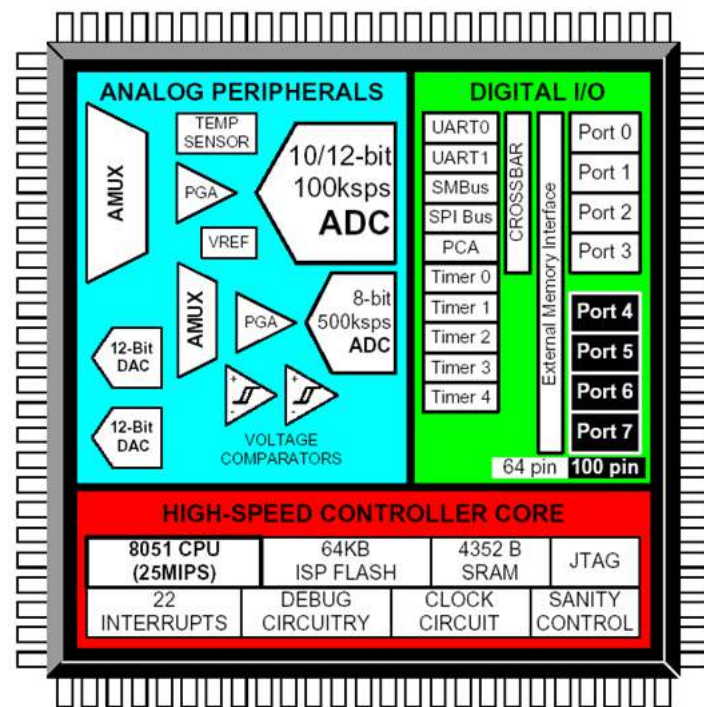 ANALOG PERIPHERALS
AMUX
TEMP
SENSOR
PGA
VREF
10/12-bit
100ksps
ADC
AMUX
PGA
8-bit
500ksps
ADC
12-Bit
DAC
12-Bit
DAC
+
-
+
-
VOLTAGE
COMPARATORS
DIGITAL I/O
UART0
UART1
SMBus
SPI Bus
PCA
Timer 0
Timer 1
Timer 2
Timer 3
Timer 4
CROSSBAR
External Memory Interface
Port 0
Port 1
Port 2
Port 3
Port 4
Port 5
Port 6
Port 7
64 pin
100 pin
HIGH-SPEED CONTROLLER CORE
8051 CPU
(25MIPS)
64KB
ISP FLASH
4352 B
SRAM
JTAG
22
INTERRUPTS
DEBUG
CIRCUITRY
CLOCK
CIRCUIT
SANITY
CONTROL